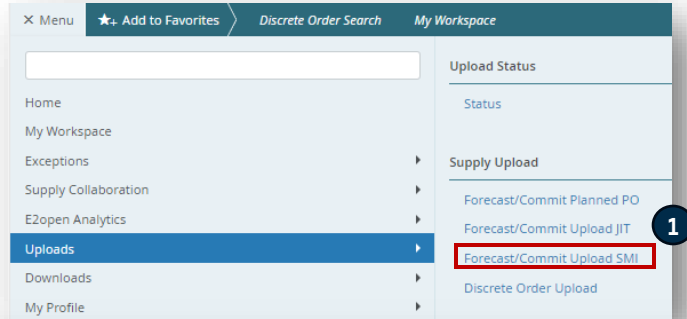 × Menu ★+ Add to Favorites Discrete Order Search My Workspace
Home
My Workspace
Exceptions
Supply Collaboration
E2open Analytics
Uploads
Downloads
My Profile
Upload Status
Status
Supply Upload
Forecast/Commit Planned PO
Forecast/Commit Upload JIT
1
Forecast/Commit Upload SMI
Discrete Order Upload